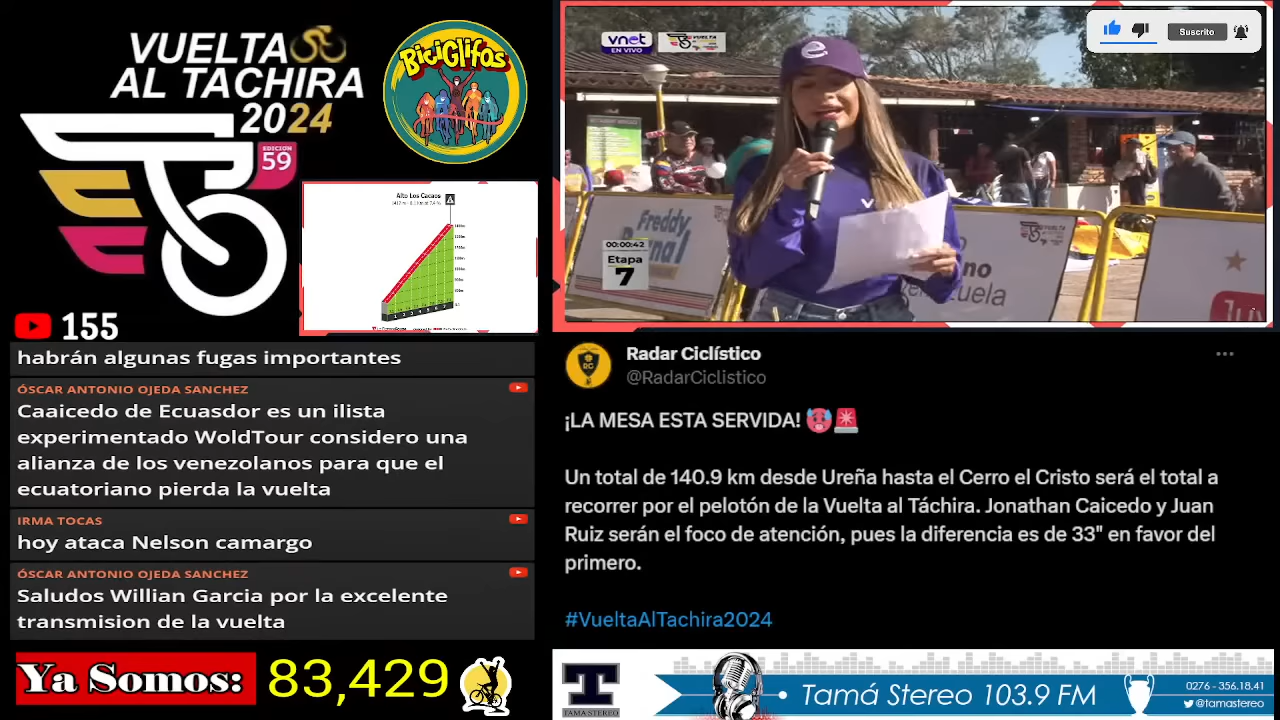 VUELTA
AL TACHIRA
2024
EDICIÓN
59
BiciGlifos
Alto Los Cacaos
155
habrán algunas fugas importantes
ÓSCAR ANTONIO OJEDA SANCHEZ
Caaicedo de Ecuasdor es un ilista
experimetado WoldTour considero una
alianza de los venezolanos para que el
ecuatoriano pierda la vuelta
IRMA TOCAS
hoy ataca Nelson camargo
ÓSCAR ANTONIO OJEDA SANCHEZ
Saludos Willian Garcia por la excelente
transmision de la vuelta
Ya Somos: 83,429
vnet
EN VIVO
VUELTA
Suscrito
Freddy
Bernal
00:00:42
Etapa
7
Radar Ciclístico
@RadarCiclistico
RC
¡LA MESA ESTA SERVIDA!
Un total de 140.9 km desde Ureña hasta el Cerro el Cristo será el total a
recorrer por el pelotón de la Vuelta al Táchira. Jonathan Caicedo y Juan
Ruiz serán el foco de atención, pues la diferencia es de 33" en favor del
primero.
#VueltaAlTachira2024
T
TAMÁ STEREO
Tamá Stereo 103.9 FM
0276 - 356.18.41
@tamastereo